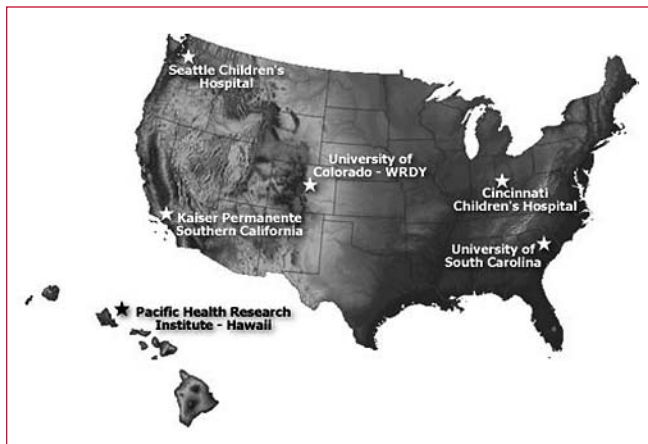 Seattle Children's
Hospital
University of
Colorado - WRDY
Cincinnati
Children's Hospital
Kaiser Permanente
Southern California
University of
South Carolina
Pacific Health Research
Institute - Hawaii